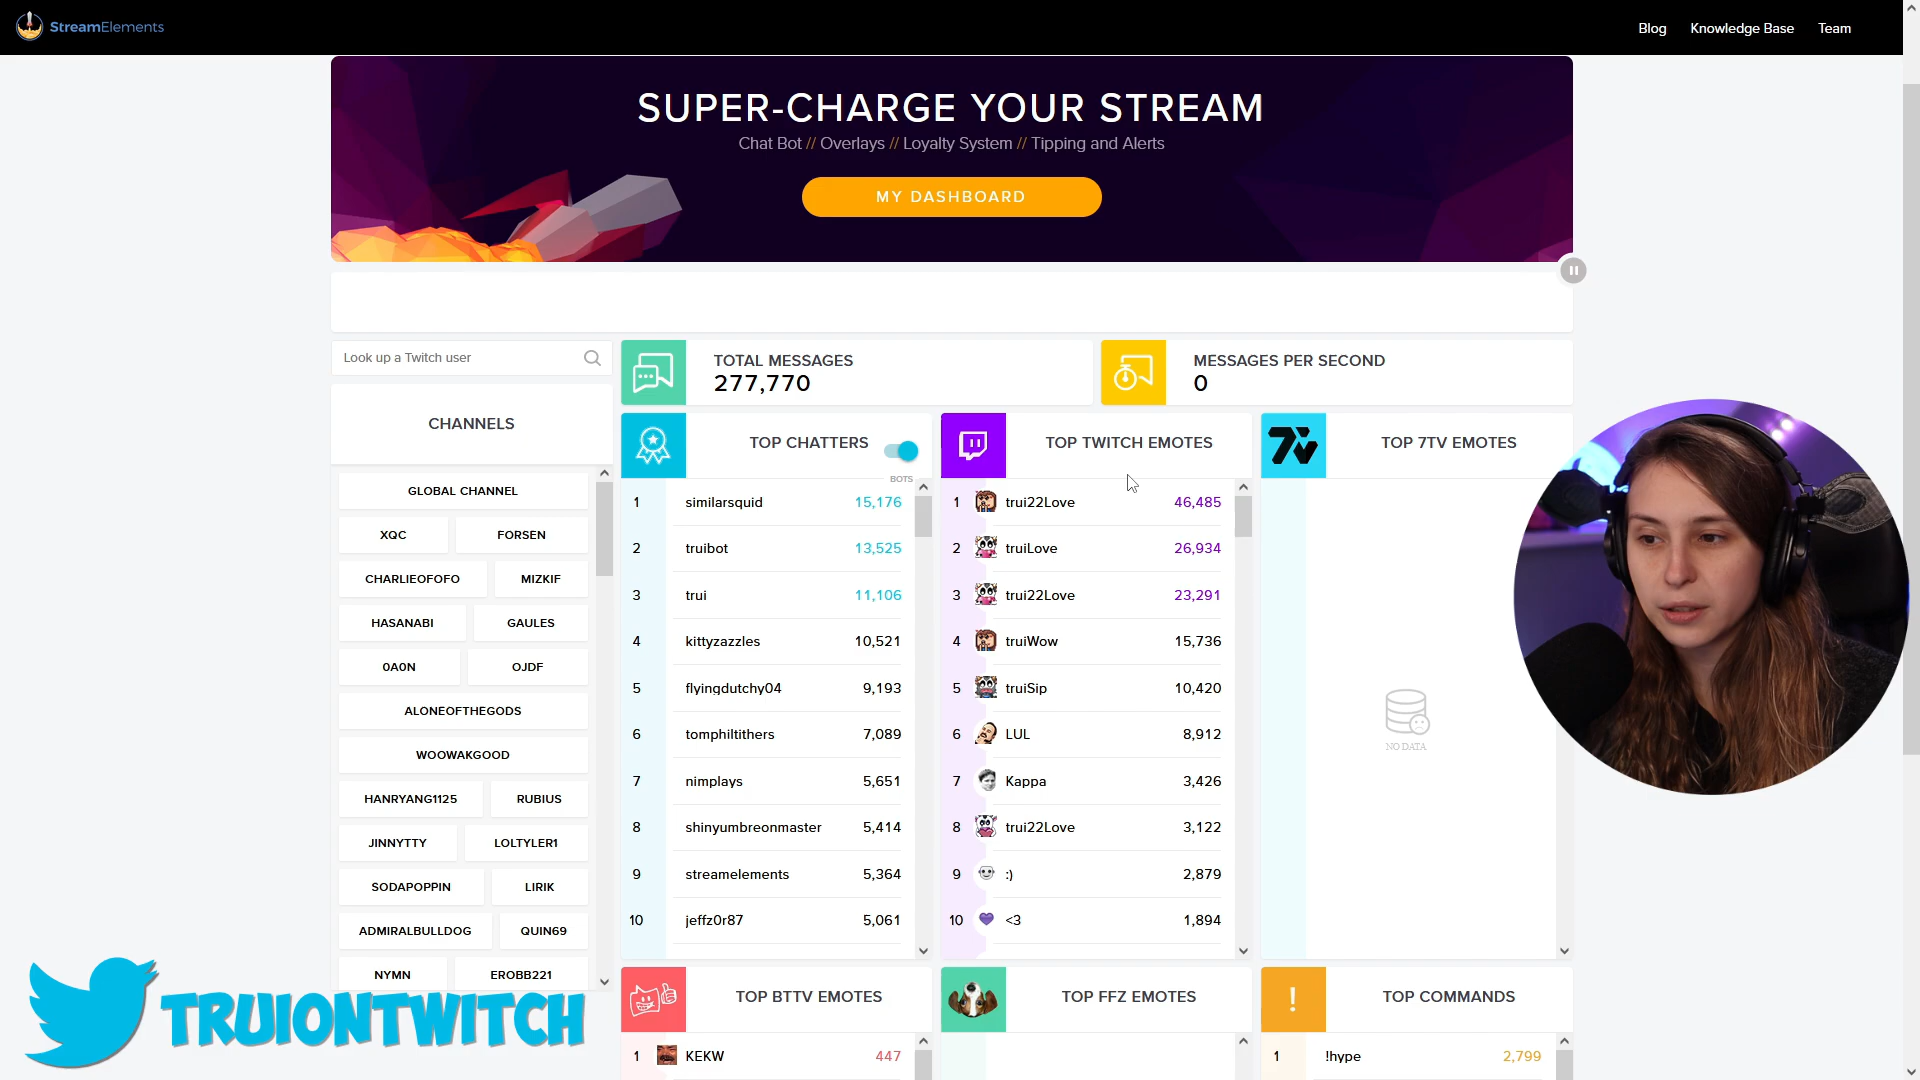 StreamElements
Blog Knowledge Base Team
SUPER-CHARGE YOUR STREAM
Chat Bot // Overlays // Loyalty System // Tipping and Alerts
MY DASHBOARD
Look up a Twitch user
TOTAL MESSAGES
277,770
MESSAGES PER SECOND
0
CHANNELS
GLOBAL CHANNEL
XQC FORSEN
CHARLIEOFOFO MIZKIF
HASANABI GAULES
0A0N OJDF
ALONEOFTHEGODS
WOOWAKGOOD
HANRYANG1125 RUBIUS
JINNYTTY LOLTYLER1
SODAPOPPIN LIRIK
ADMIRALBULLDOG QUIN69
NYMN EROBB221
TOP CHATTERS
BOTS
1 similarsquid 15,176
2 truibot 13,525
3 trui 11,106
4 kittyzazzles 10,521
5 flyingdutchy04 9,193
6 tomphiltithers 7,089
7 nimplays 5,651
8 shinyumbreonmaster 5,414
9 streamelements 5,364
10 jeffz0r87 5,061
TOP TWITCH EMOTES
1 trui22Love 46,485
2 truiLove 26,934
3 trui22Love 23,291
4 truiWow 15,736
5 truiSip 10,420
6 LUL 8,912
7 Kappa 3,426
8 trui22Love 3,122
9 :) 2,879
10 <3 1,894
TOP 7TV EMOTES
NO DATA
TOP BTTV EMOTES
1 KEKW 447
TOP FFZ EMOTES
TOP COMMANDS
1 !hype 2,799
TRUIONTWITCH